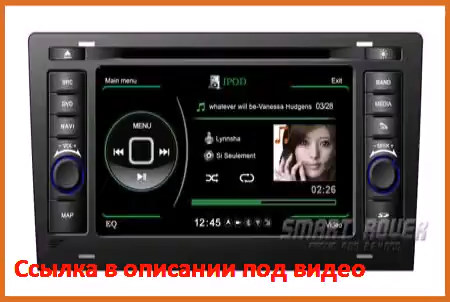 Main menu
IPOD
Exit
SRC
BAND
whatever will be-Vanessa Hudgens 03/28
DVD
MENU
MEDIA
Lynnsha
NAVI
Si Seulement
VOL
02:26
MAP
EQ
12:45
Video
SD
SMART ROVER
Ссылка в описании под видео